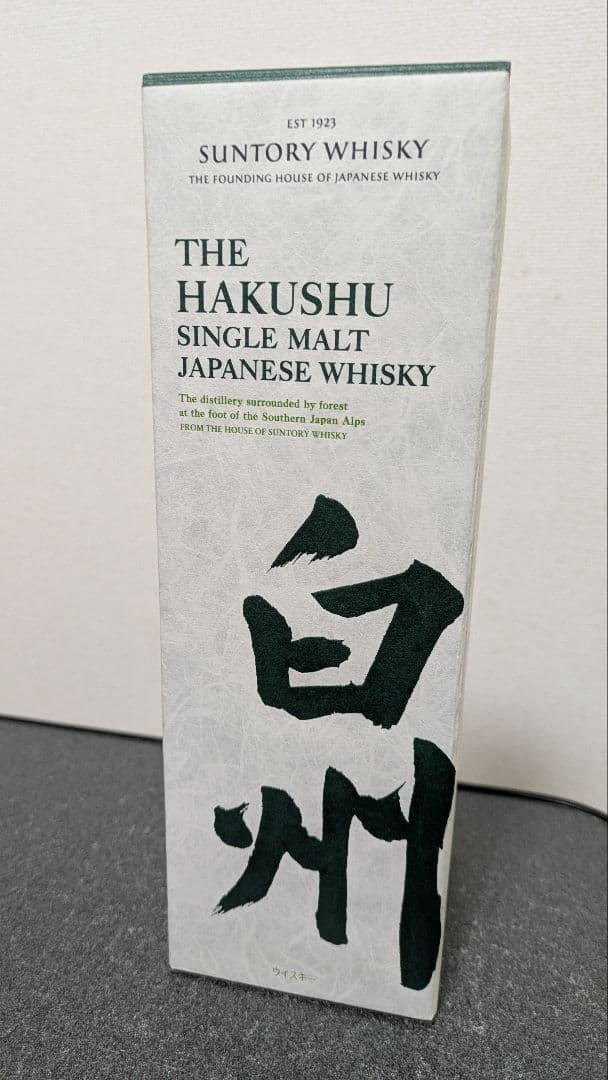 EST 1923
SUNTORY WHISKY
THE FOUNDING HOUSE OF JAPANESE WHISKY
THE
HAKUSHU
SINGLE MALT
JAPANESE WHISKY
The distillery surrounded by forest
at the foot of the Southern Japan Alps
FROM THE HOUSE OF SUNTORY WHISKY
白州
ウイスキー